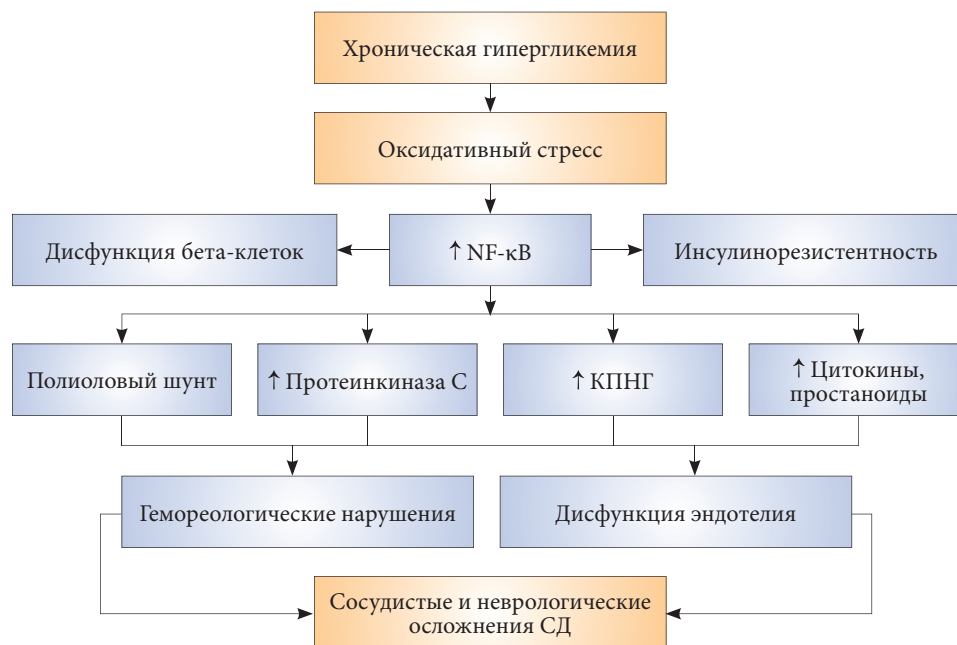 Хроническая гипергликемия
Оксидативный стресс
Дисфункция бета-клеток
↑ NF-κB
Инсулинорезистентность
Полиоловый шунт
↑ Протеинкиназа С
↑ КПНГ
↑ Цитокины,
простаноиды
Гемореологические нарушения
Дисфункция эндотелия
Сосудистые и неврологические
осложнения СД